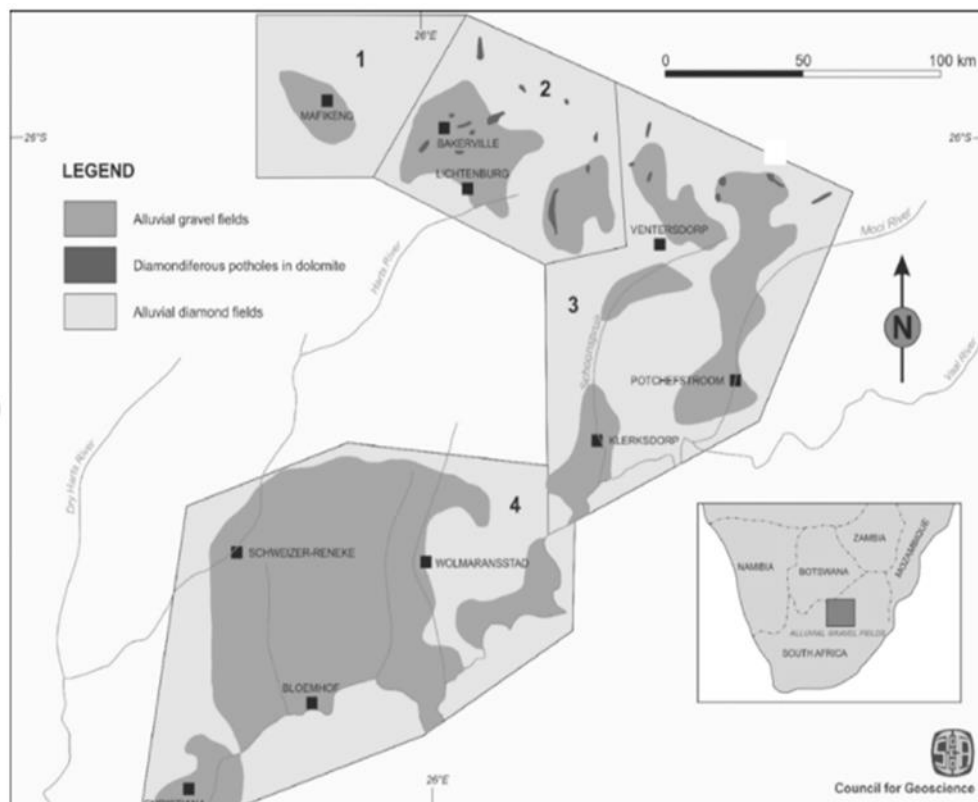 26°E
1
2
0 50 100 km
MAFIKENG
26°S
26°S
BAKERVILLE
LEGEND
LICHTENBURG
Alluvial gravel fields
VENTERSDORP
Mooi River
Harts River
Diamondiferous potholes in dolomite
Alluvial diamond fields
3
N
Schoonspruit
Vaal River
POTCHEFSTROOM
KLERKSDORP
Dry Harts River
4
SCHWEIZER-RENEKE
WOLMARANSSTAD
ZAMBIA
MOZAMBIQUE
NAMIBIA
BOTSWANA
ALLUVIAL GRAVEL FIELDS
SOUTH AFRICA
BLOEMHOF
26°E
Council for Geoscience